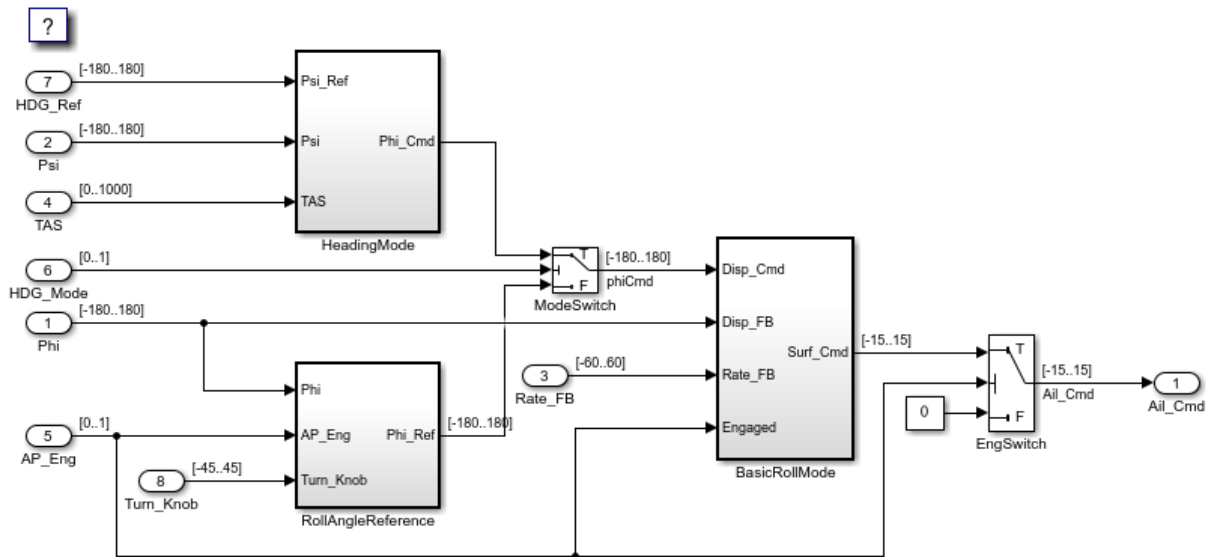 ?
[-180..180]
7
HDG_Ref
Psi_Ref
[-180..180]
2
Psi
Psi
Phi_Cmd
[0..1000]
4
TAS
TAS
HeadingMode
[0..1]
6
HDG_Mode
T
F
ModeSwitch
[-180..180]
phiCmd
Disp_Cmd
[-180..180]
1
Phi
Disp_FB
Surf_Cmd
[-15..15]
T
F
EngSwitch
[-15..15]
Ail_Cmd
1
Ail_Cmd
3
Rate_FB
[-60..60]
Rate_FB
0
Phi
[0..1]
5
AP_Eng
AP_Eng
Phi_Ref
[-180..180]
Engaged
BasicRollMode
[-45..45]
8
Turn_Knob
Turn_Knob
RollAngleReference